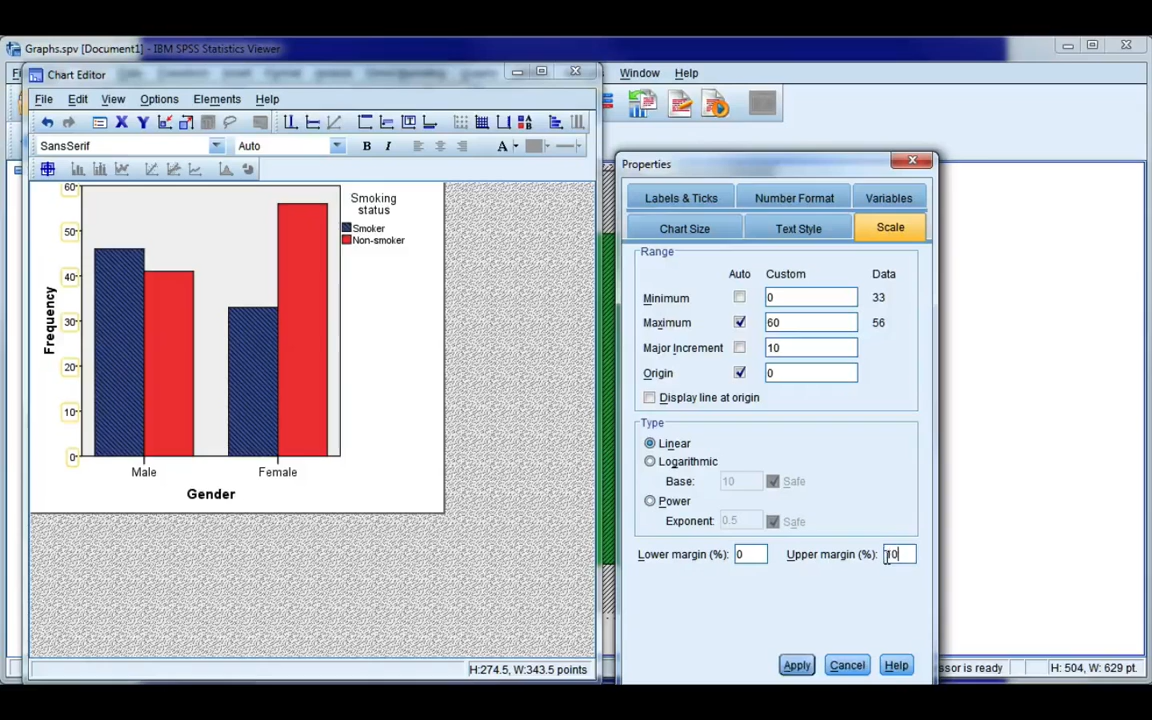 Graphs.spv [Document1] - IBM SPSS Statistics Viewer
Window Help
Chart Editor
File Edit View Options Elements Help
SansSerif Auto B I A
60
50
40
30
20
10
0
Frequency
Male Female
Gender
Smoking
status
Smoker
Non-smoker
H:274.5, W:343.5 points
Properties
Labels & Ticks Number Format Variables
Chart Size Text Style Scale
Range
Auto Custom Data
Minimum 0 33
Maximum 60 56
Major Increment 10
Origin 0
Display line at origin
Type
Linear
Logarithmic
Base: 10 Safe
Power
Exponent: 0.5 Safe
Lower margin (%): 0 Upper margin (%): 10
Apply Cancel Help
ssor is ready H: 504, W: 629 pt.